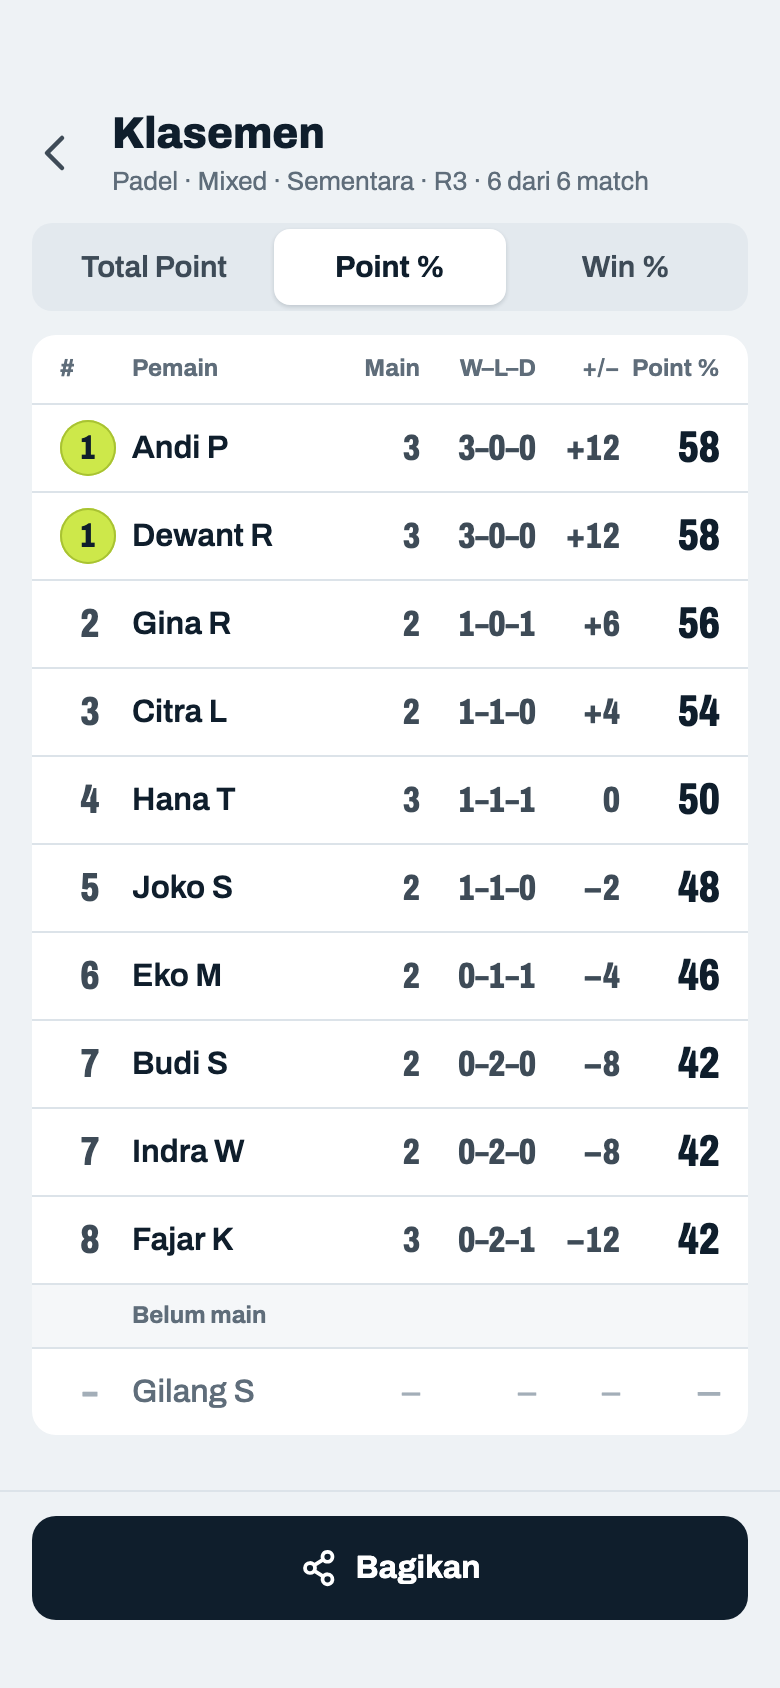 Klasemen
Padel · Mixed · Sementara · R3 · 6 dari 6 match
Total Point Point % Win %
# Pemain Main W–L–D +/– Point %
1 Andi P 3 3–0–0 +12 58
1 Dewant R 3 3–0–0 +12 58
2 Gina R 2 1–0–1 +6 56
3 Citra L 2 1–1–0 +4 54
4 Hana T 3 1–1–1 0 50
5 Joko S 2 1–1–0 –2 48
6 Eko M 2 0–1–1 –4 46
7 Budi S 2 0–2–0 –8 42
7 Indra W 2 0–2–0 –8 42
8 Fajar K 3 0–2–1 –12 42
Belum main
– Gilang S – – – —
Bagikan